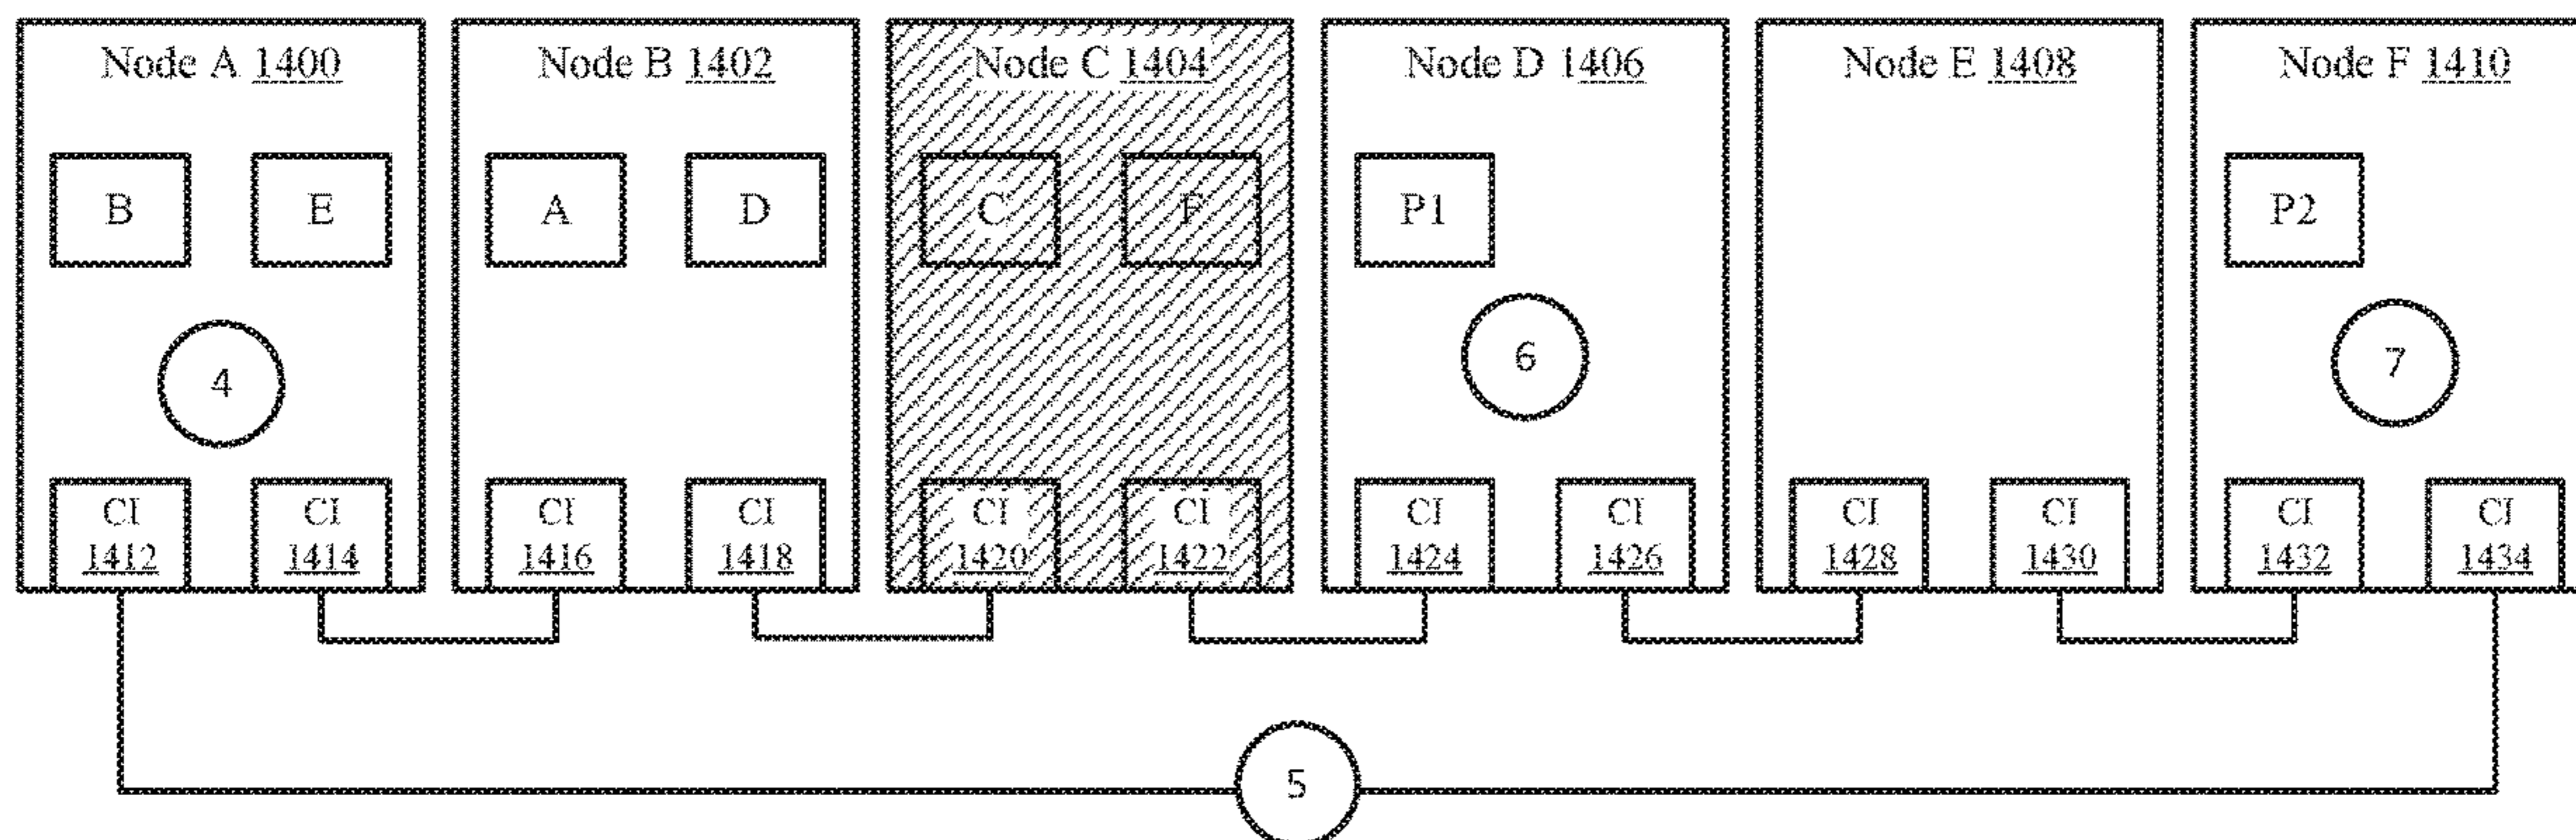 Node A 1400
Node B 1402
Node C 1404
Node D 1406
Node E 1408
Node F 1410
B
E
A
D
C
F
P1
P2
4
6
7
CI
1412
CI
1414
CI
1416
CI
1418
CI
1420
CI
1422
CI
1424
CI
1426
CI
1428
CI
1430
CI
1432
CI
1434
5